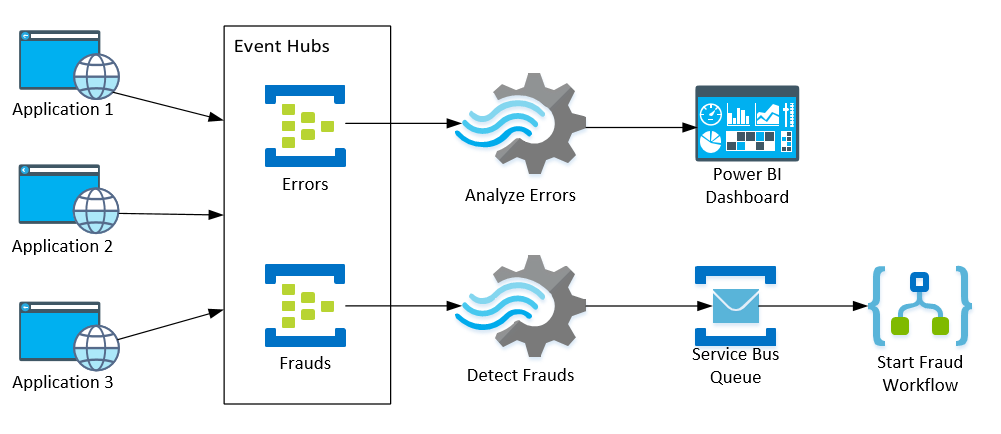 Event Hubs
Application 1
Errors
Analyze Errors
Power BI
Dashboard
Application 2
Application 3
Frauds
Detect Frauds
Service Bus
Queue
Start Fraud
Workflow